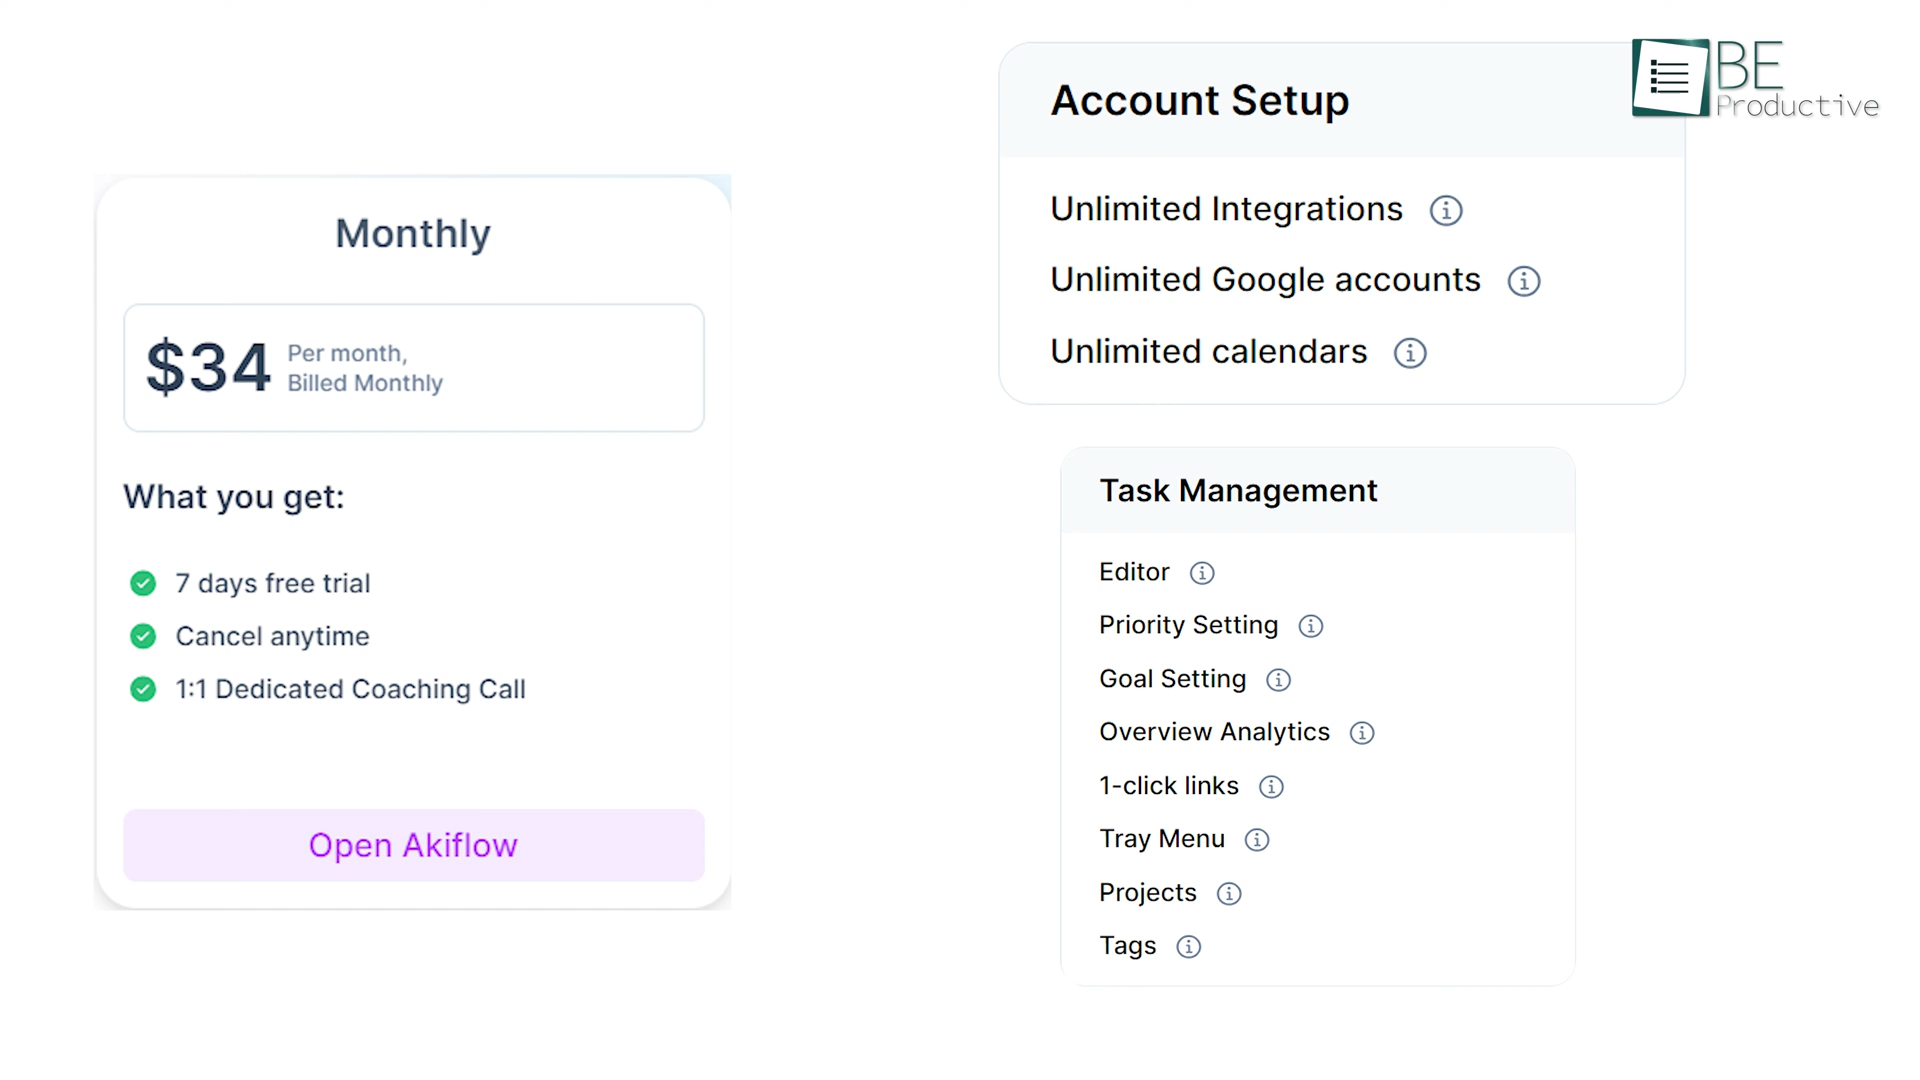 Monthly
$34
Per month,
Billed Monthly
What you get:
7 days free trial
Cancel anytime
1:1 Dedicated Coaching Call
Open Akiflow
BE
Productive
Account Setup
Unlimited Integrations
Unlimited Google accounts
Unlimited calendars
Task Management
Editor
Priority Setting
Goal Setting
Overview Analytics
1-click links
Tray Menu
Projects
Tags